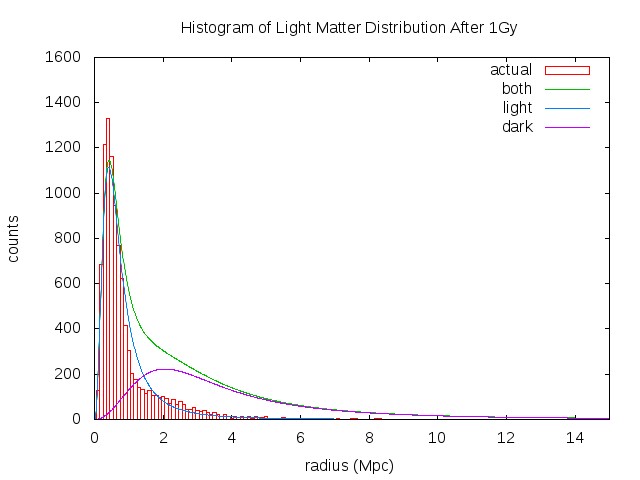 Histogram of Light Matter Distribution After 1Gy
1600
1400
1200
1000
800
600
400
200
0
counts
actual
both
light
dark
0 2 4 6 8 10 12 14
radius (Mpc)